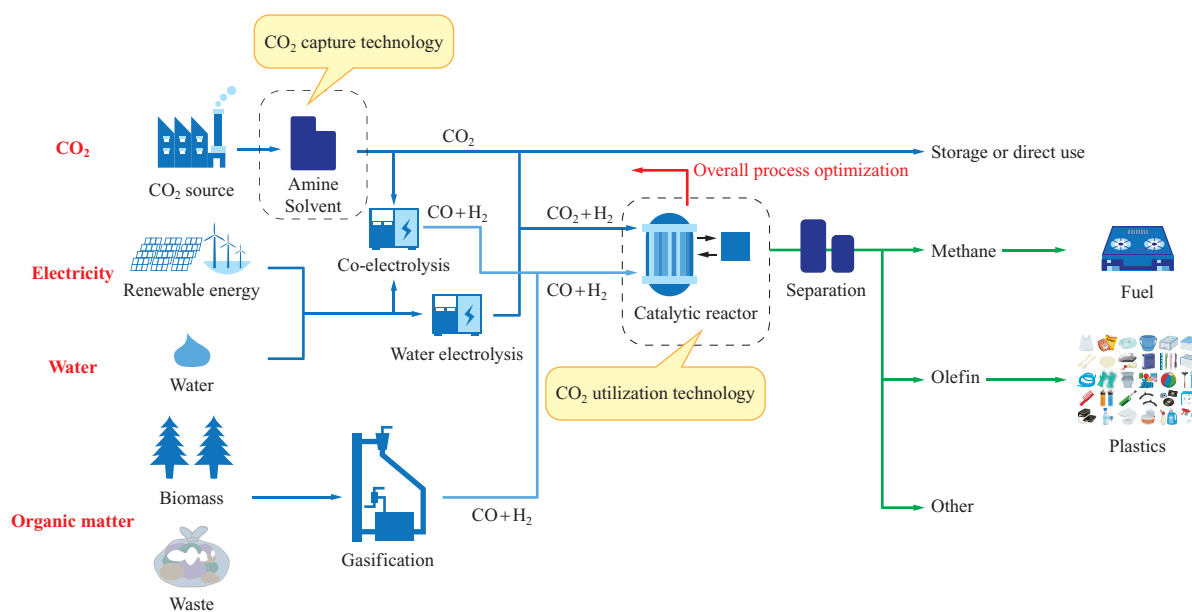 CO₂ capture technology
CO₂
CO₂ source
Amine
Solvent
CO₂
Storage or direct use
Overall process optimization
CO+H₂
CO₂+H₂
Electricity
Renewable energy
Co-electrolysis
CO+H₂
Catalytic reactor
Separation
Methane
Fuel
Water
Water
Water electrolysis
CO₂ utilization technology
Olefin
Plastics
Organic matter
Biomass
Waste
Gasification
CO+H₂
Other